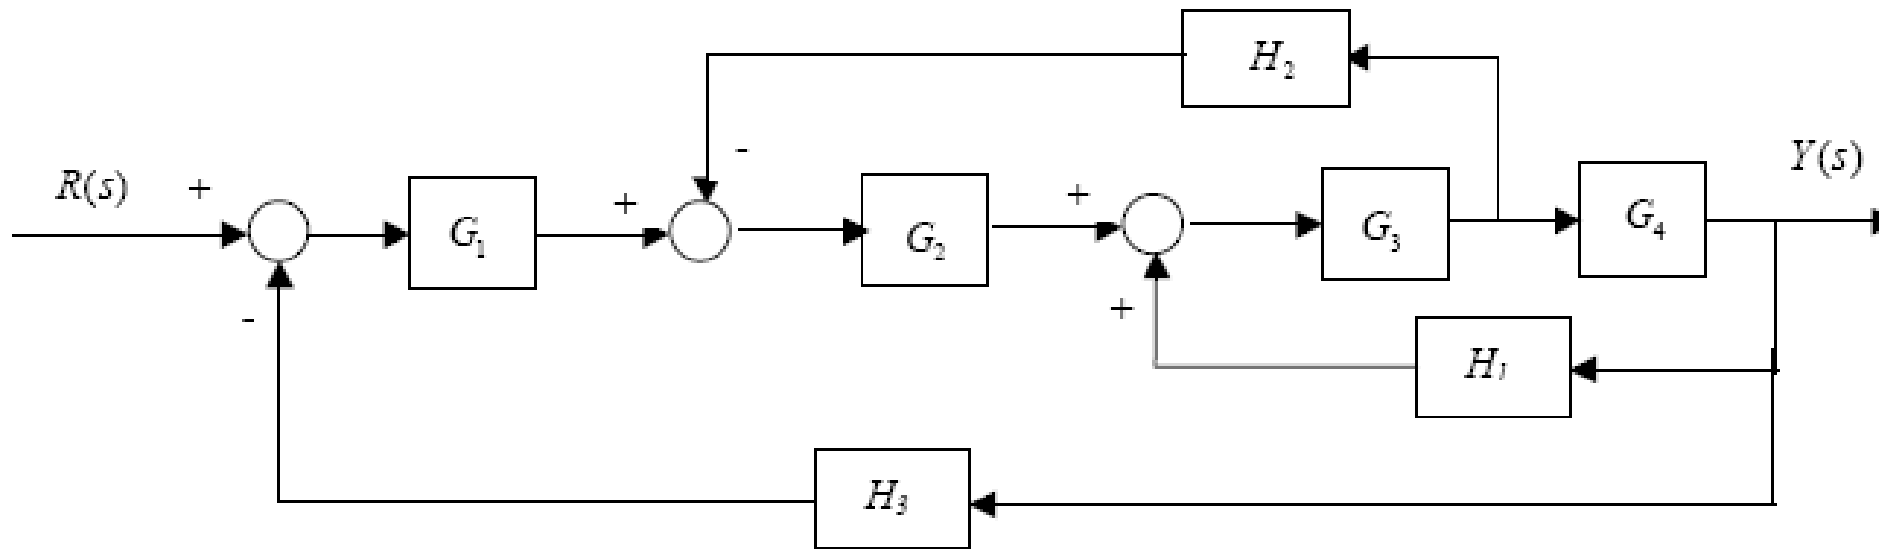 H₂
-
R(s)
+
G₁
+
G₂
+
G₃
G₄
Y(s)
-
+
H₁
H₃